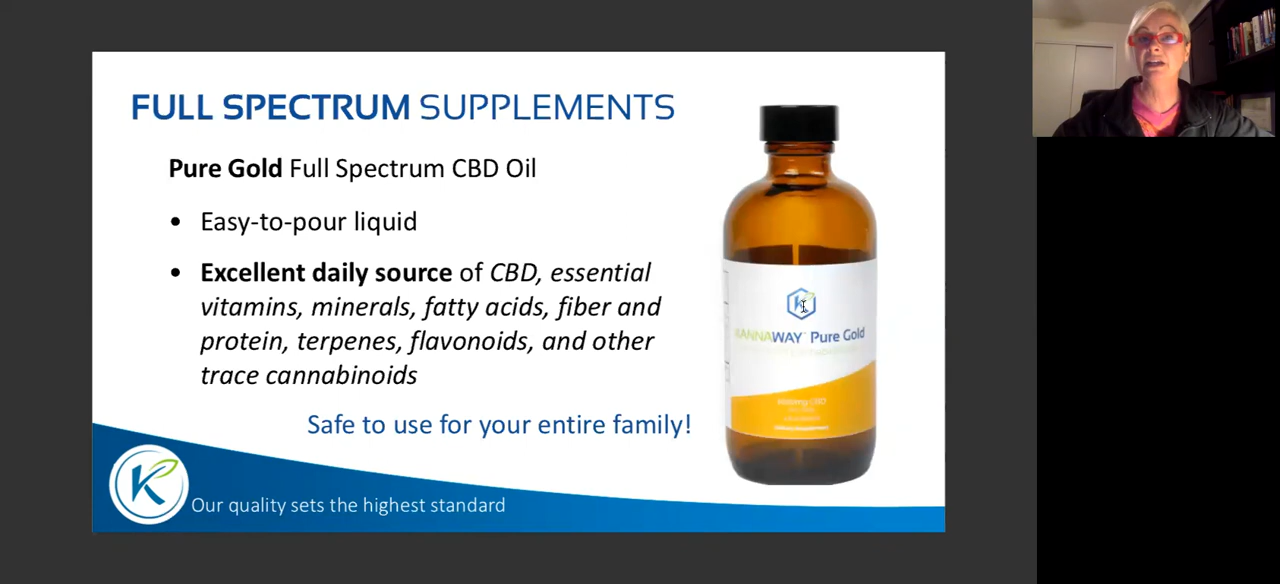 FULL SPECTRUM SUPPLEMENTS
Pure Gold Full Spectrum CBD Oil
• Easy-to-pour liquid
• Excellent daily source of CBD, essential
vitamins, minerals, fatty acids, fiber and
protein, terpenes, flavonoids, and other
trace cannabinoids
Safe to use for your entire family!
Our quality sets the highest standard
KANNAWAY™ Pure Gold